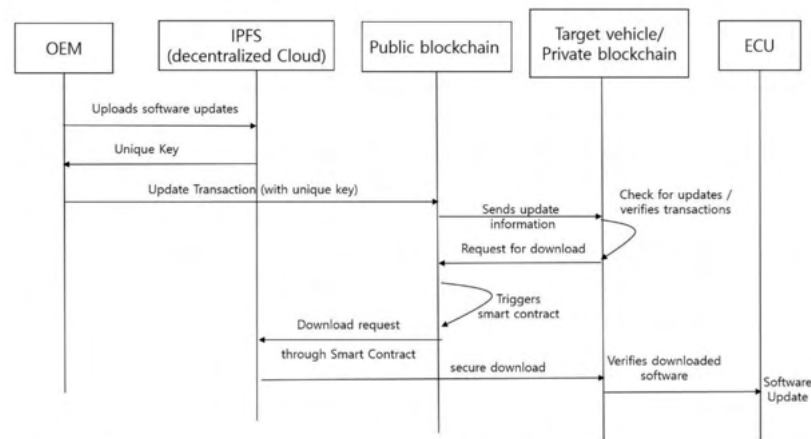 OEM
IPFS
(decentralized Cloud)
Public blockchain
Target vehicle/
Private blockchain
ECU
Uploads software updates
Unique Key
Update Transaction (with unique key)
Sends update
information
Check for updates /
verifies transactions
Request for download
Triggers
smart contract
Download request
through Smart Contract
secure download
Verifies downloaded
software
Software
Update